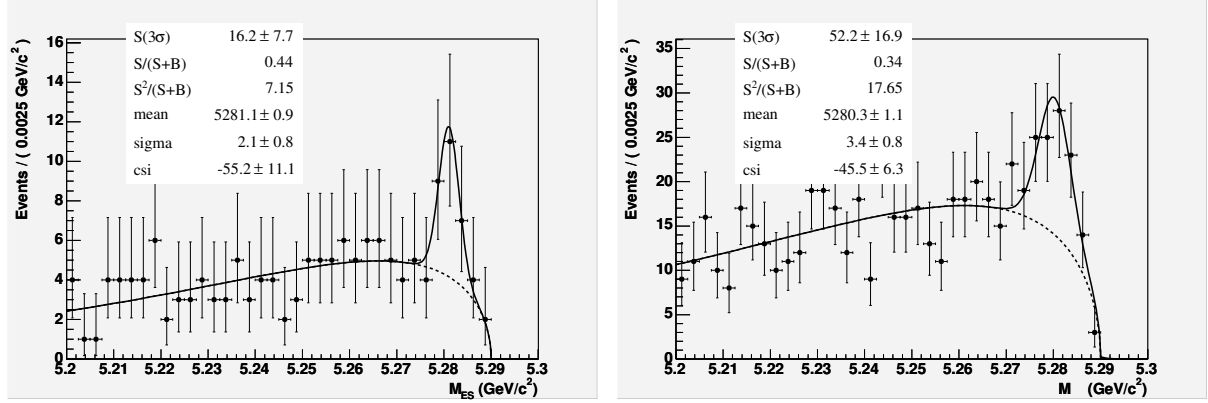 S(3σ) 16.2 ± 7.7
S/(S+B) 0.44
S²/(S+B) 7.15
mean 5281.1 ± 0.9
sigma 2.1 ± 0.8
csi -55.2 ± 11.1
Events / ( 0.0025 GeV/c² )
16
14
12
10
8
6
4
2
0
5.2 5.21 5.22 5.23 5.24 5.25 5.26 5.27 5.28 5.29 5.3
M_ES (GeV/c²)
S(3σ) 52.2 ± 16.9
S/(S+B) 0.34
S²/(S+B) 17.65
mean 5280.3 ± 1.1
sigma 3.4 ± 0.8
csi -45.5 ± 6.3
Events / ( 0.0025 GeV/c² )
35
30
25
20
15
10
5
0
5.2 5.21 5.22 5.23 5.24 5.25 5.26 5.27 5.28 5.29 5.3
M (GeV/c²)